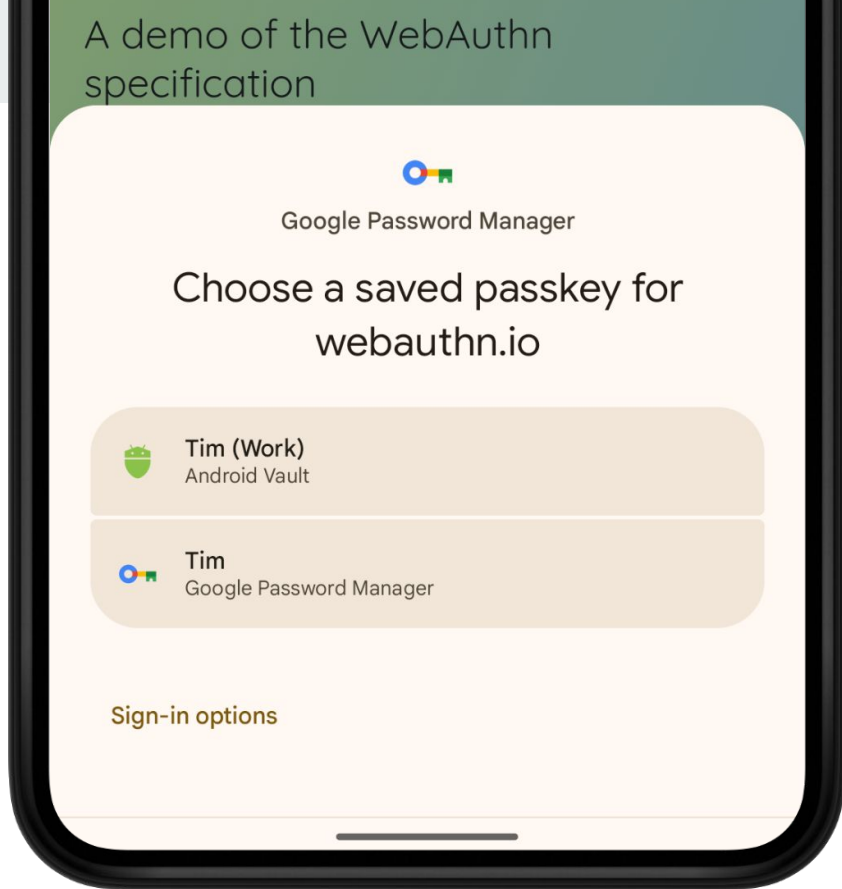 A demo of the WebAuthn
specification
Google Password Manager
Choose a saved passkey for
webauthn.io
Tim (Work)
Android Vault
Tim
Google Password Manager
Sign-in options